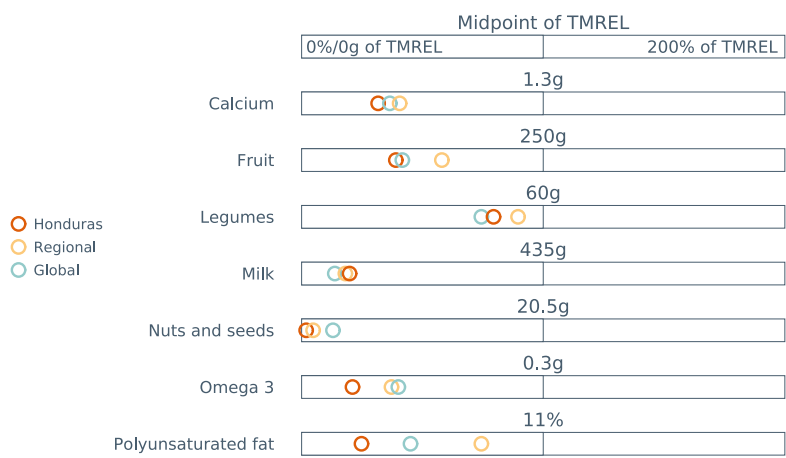 Midpoint of TMREL
0%/0g of TMREL 200% of TMREL
1.3g
Calcium
250g
Fruit
60g
Legumes
435g
Milk
20.5g
Nuts and seeds
0.3g
Omega 3
11%
Polyunsaturated fat
Honduras
Regional
Global